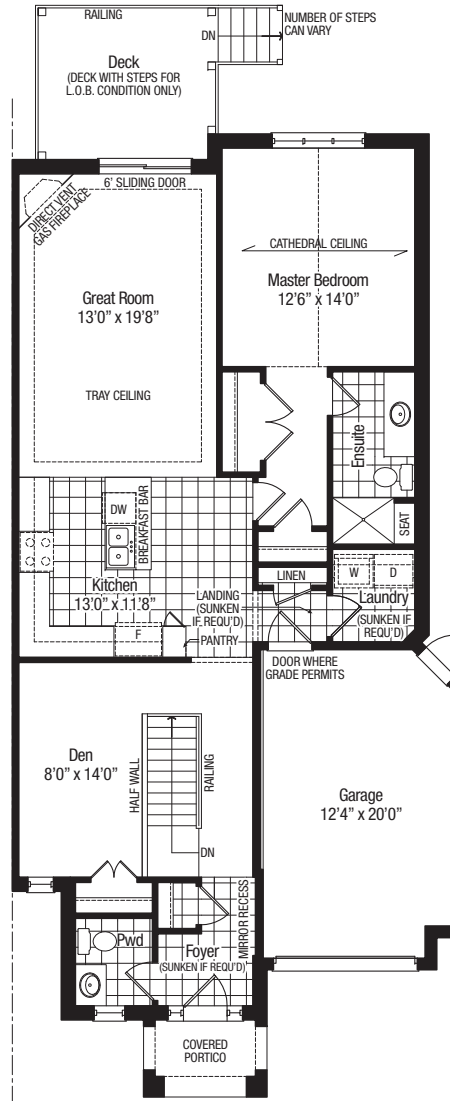 RAILING
NUMBER OF STEPS
CAN VARY
DN
Deck
(DECK WITH STEPS FOR
L.O.B. CONDITION ONLY)
6' SLIDING DOOR
DIRECT VENT
GAS FIREPLACE
CATHEDRAL CEILING
Master Bedroom
12'6” x 14'0”
Great Room
13'0” x 19'8”
TRAY CEILING
Ensuite
SEAT
DW
BREAKFAST BAR
Kitchen
13'0” x 11'8”
F
PANTRY
LINEN
LANDING
(SUNKEN
IF REQU'D)
W
D
Laundry
(SUNKEN IF
REQU'D)
DOOR WHERE
GRADE PERMITS
Den
8'0” x 14'0”
HALF WALL
RAILING
DN
Garage
12'4” x 20'0”
MIRROR RECESS
Pwd
Foyer
(SUNKEN IF REQU'D)
COVERED
PORTICO